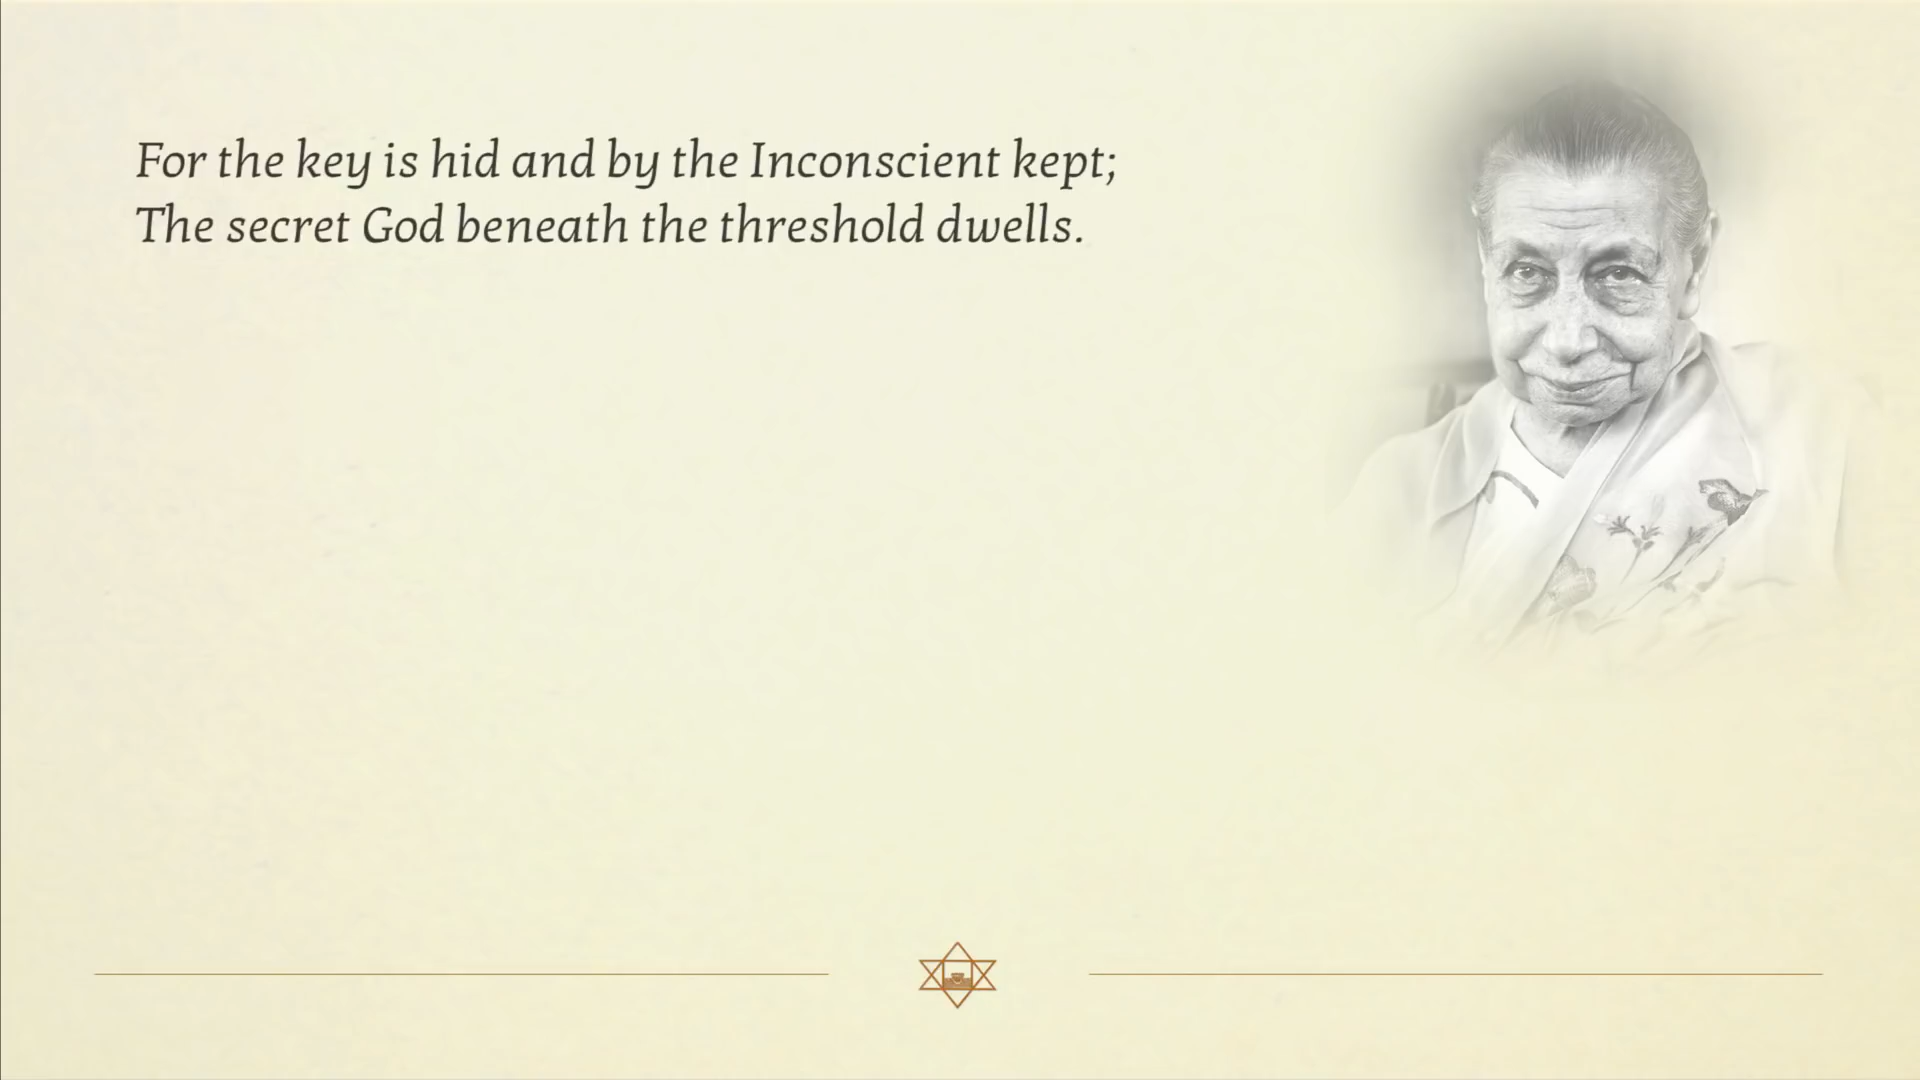 For the key is hid and by the Inconscient kept;
The secret God beneath the threshold dwells.